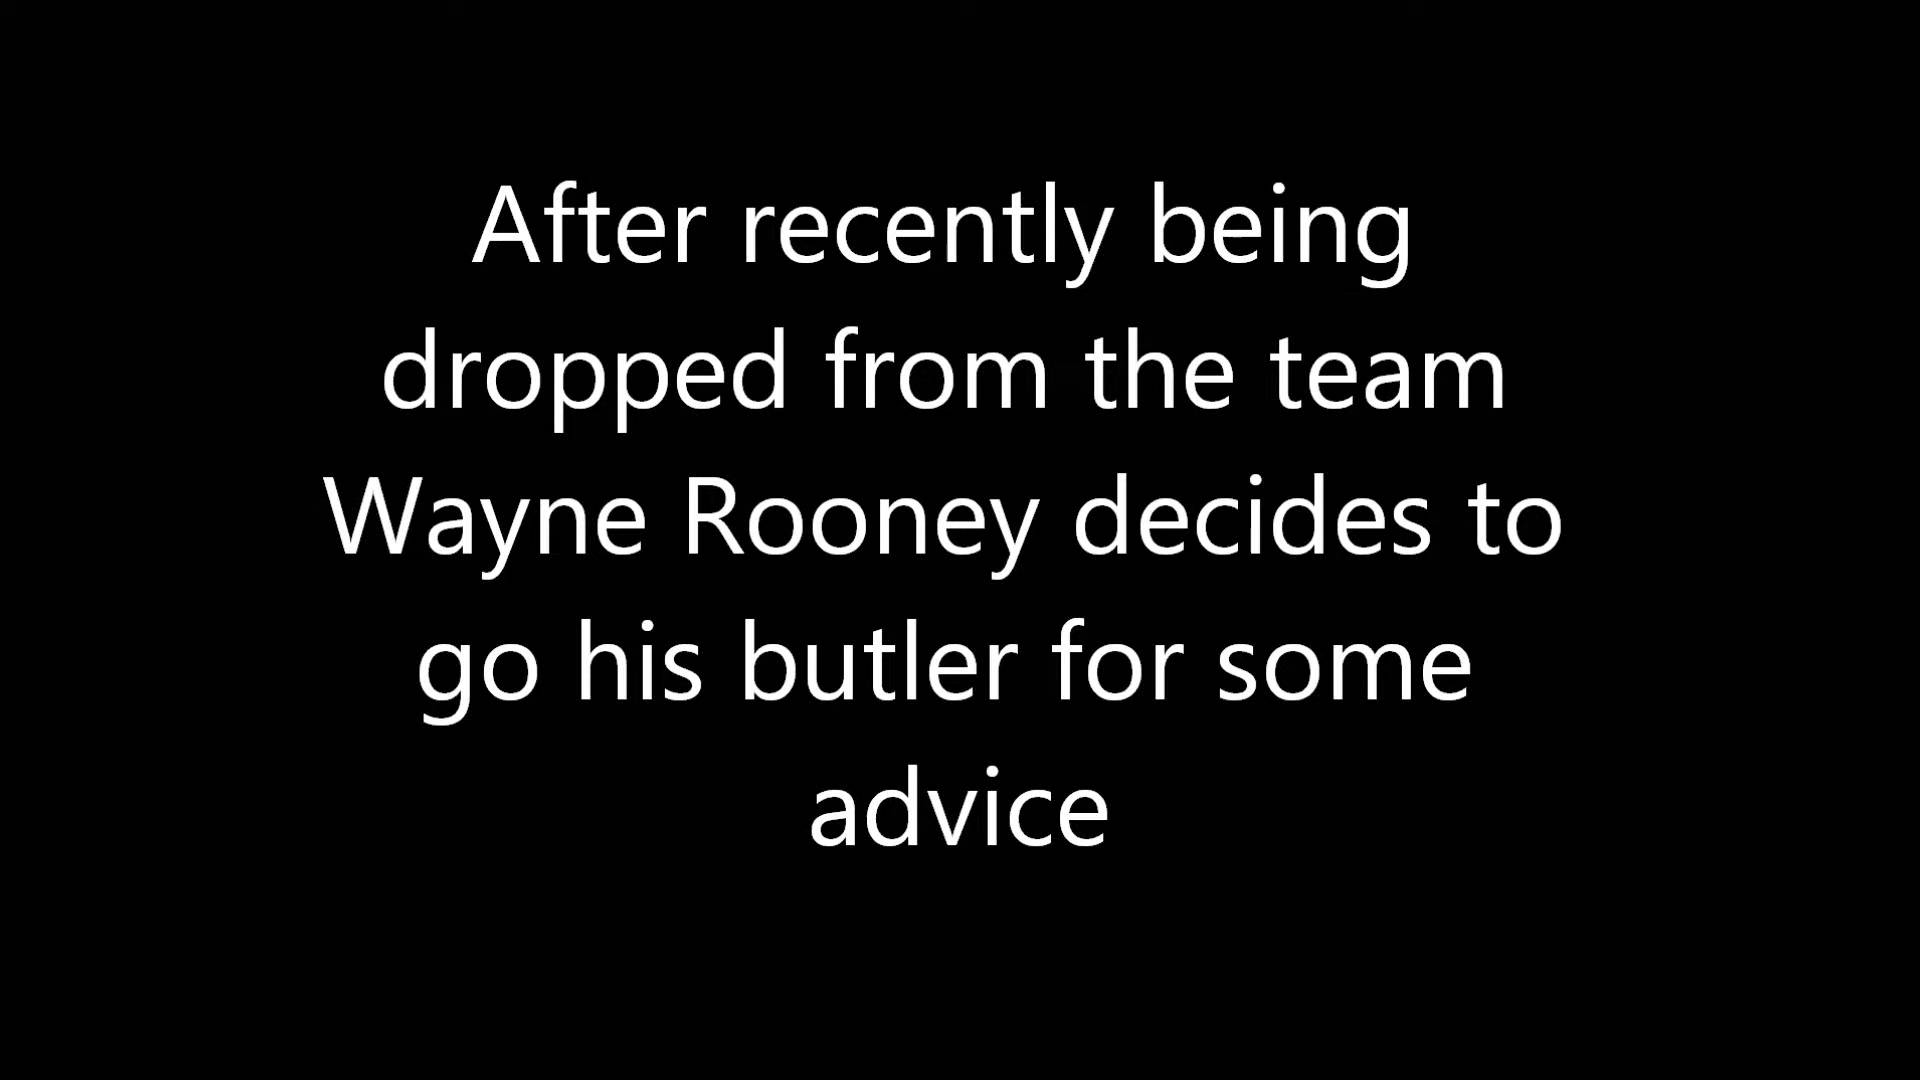 After recently being
dropped from the team
Wayne Rooney decides to
go his butler for some
advice